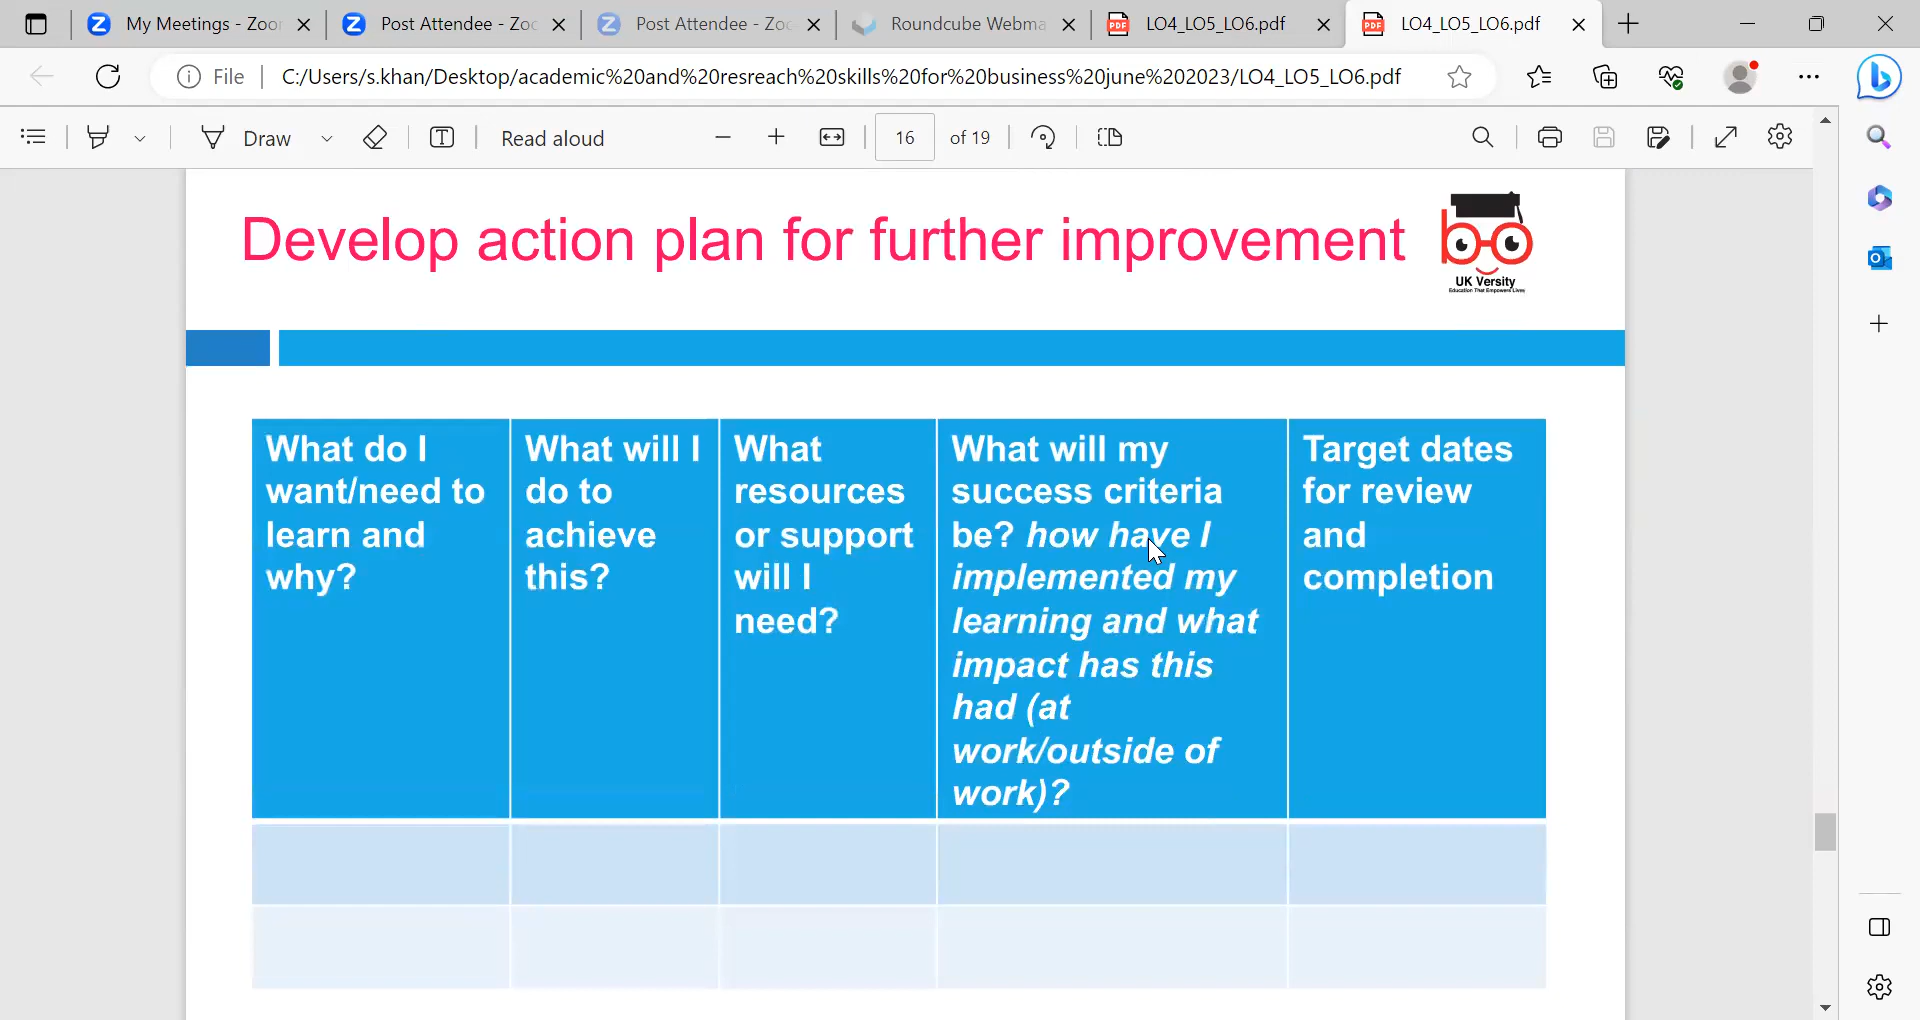 My Meetings - Zoo
Post Attendee - Zoo
Post Attendee - Zoo
Roundcube Webma
LO4_LO5_LO6.pdf
LO4_LO5_LO6.pdf
File
C:/Users/s.khan/Desktop/academic%20and%20resreach%20skills%20for%20business%20june%202023/LO4_LO5_LO6.pdf
Draw
Read aloud
16
of 19
Develop action plan for further improvement
UK Versity
Education That Empowers Lives
What do I
want/need to
learn and
why?
What will I
do to
achieve
this?
What
resources
or support
will I
need?
What will my
success criteria
be? how have I
implemented my
learning and what
impact has this
had (at
work/outside of
work)?
Target dates
for review
and
completion